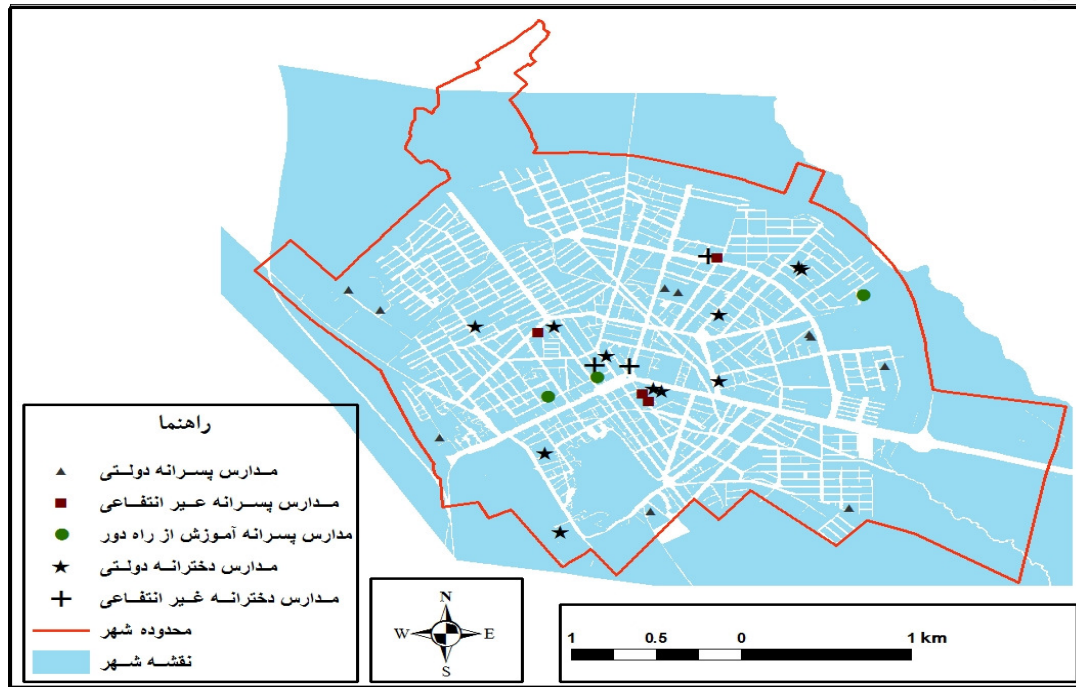 راهنما
مدارس پسرانه دولتی
مدارس پسرانه عیر انتفاعی
مدارس پسرانه آموزش از راه دور
مدارس دخترانه دولتی
مدارس دخترانه غیر انتفاعی
محدوده شهر
نقشه شهر
N
W E
S
1 0.5 0 1 km